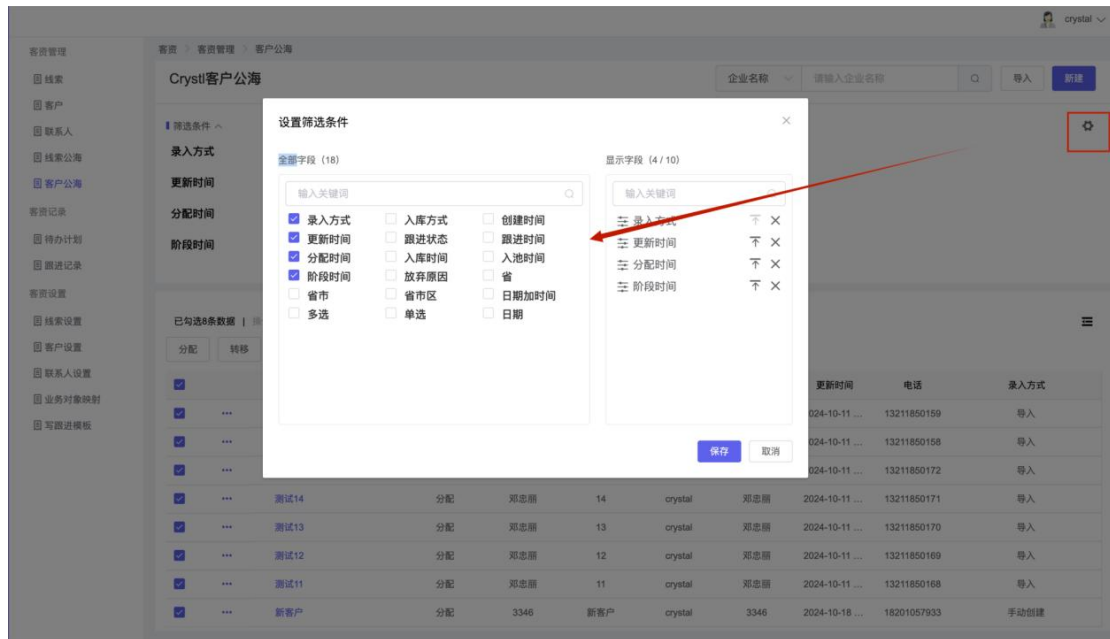 crystal
客资管理
客资 > 客资管理 > 客户公海
线索
客户
联系人
线索公海
客户公海
客资记录
待办计划
跟进记录
客资设置
线索设置
客户设置
联系人设置
业务对象映射
写跟进模板
Crystl客户公海
企业名称 请输入企业名称 导入 新建
筛选条件
录入方式
更新时间
分配时间
阶段时间
设置筛选条件
全部字段（18） 显示字段（4 / 10）
输入关键词 输入关键词
录入方式 入库方式 创建时间 录入方式
更新时间 跟进状态 跟进时间 更新时间
分配时间 入库时间 入池时间 分配时间
阶段时间 放弃原因 省 阶段时间
省市 省市区 日期加时间
多选 单选 日期
保存 取消
已勾选8条数据 |
分配 转移
更新时间 电话 录入方式
024-10-11 ... 13211850159 导入
024-10-11 ... 13211850158 导入
024-10-11 ... 13211850172 导入
测试14 分配 邓忠丽 14 crystal 邓忠丽 2024-10-11 ... 13211850171 导入
测试13 分配 邓忠丽 13 crystal 邓忠丽 2024-10-11 ... 13211850170 导入
测试12 分配 邓忠丽 12 crystal 邓忠丽 2024-10-11 ... 13211850169 导入
测试11 分配 邓忠丽 11 crystal 邓忠丽 2024-10-11 ... 13211850168 导入
新客户 分配 3346 新客户 crystal 3346 2024-10-18 ... 18201057933 手动创建